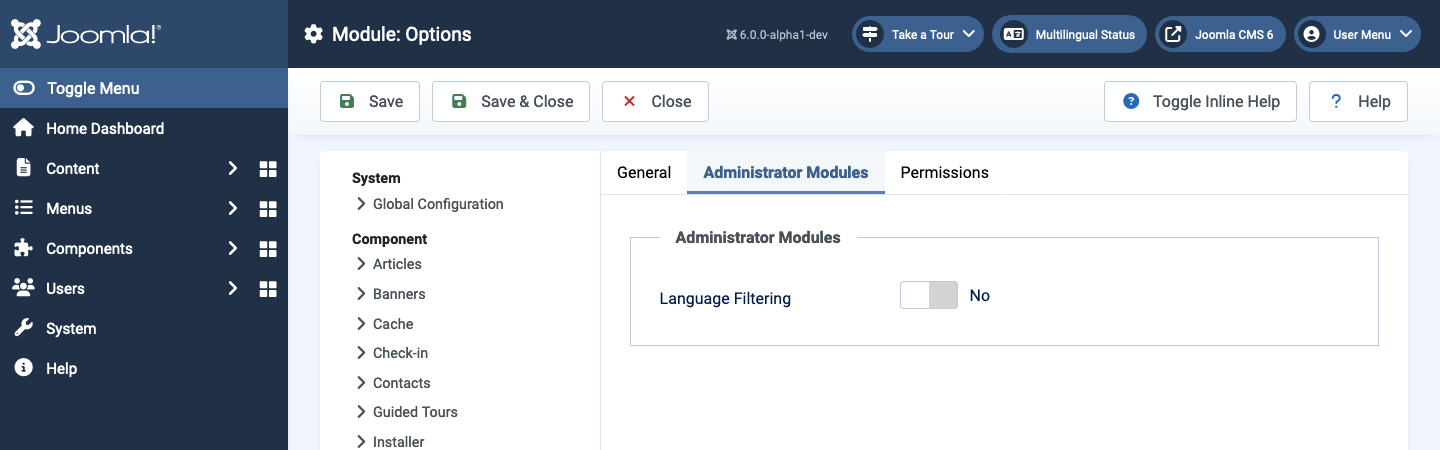 Joomla!®
Module: Options
6.0.0-alpha1-dev
Take a Tour
Multilingual Status
Joomla CMS 6
User Menu
Toggle Menu
Home Dashboard
Content
Menus
Components
Users
System
Help
Save
Save & Close
Close
Toggle Inline Help
? Help
System
Global Configuration
Component
Articles
Banners
Cache
Check-in
Contacts
Guided Tours
Installer
General
Administrator Modules
Permissions
Administrator Modules
Language Filtering
No